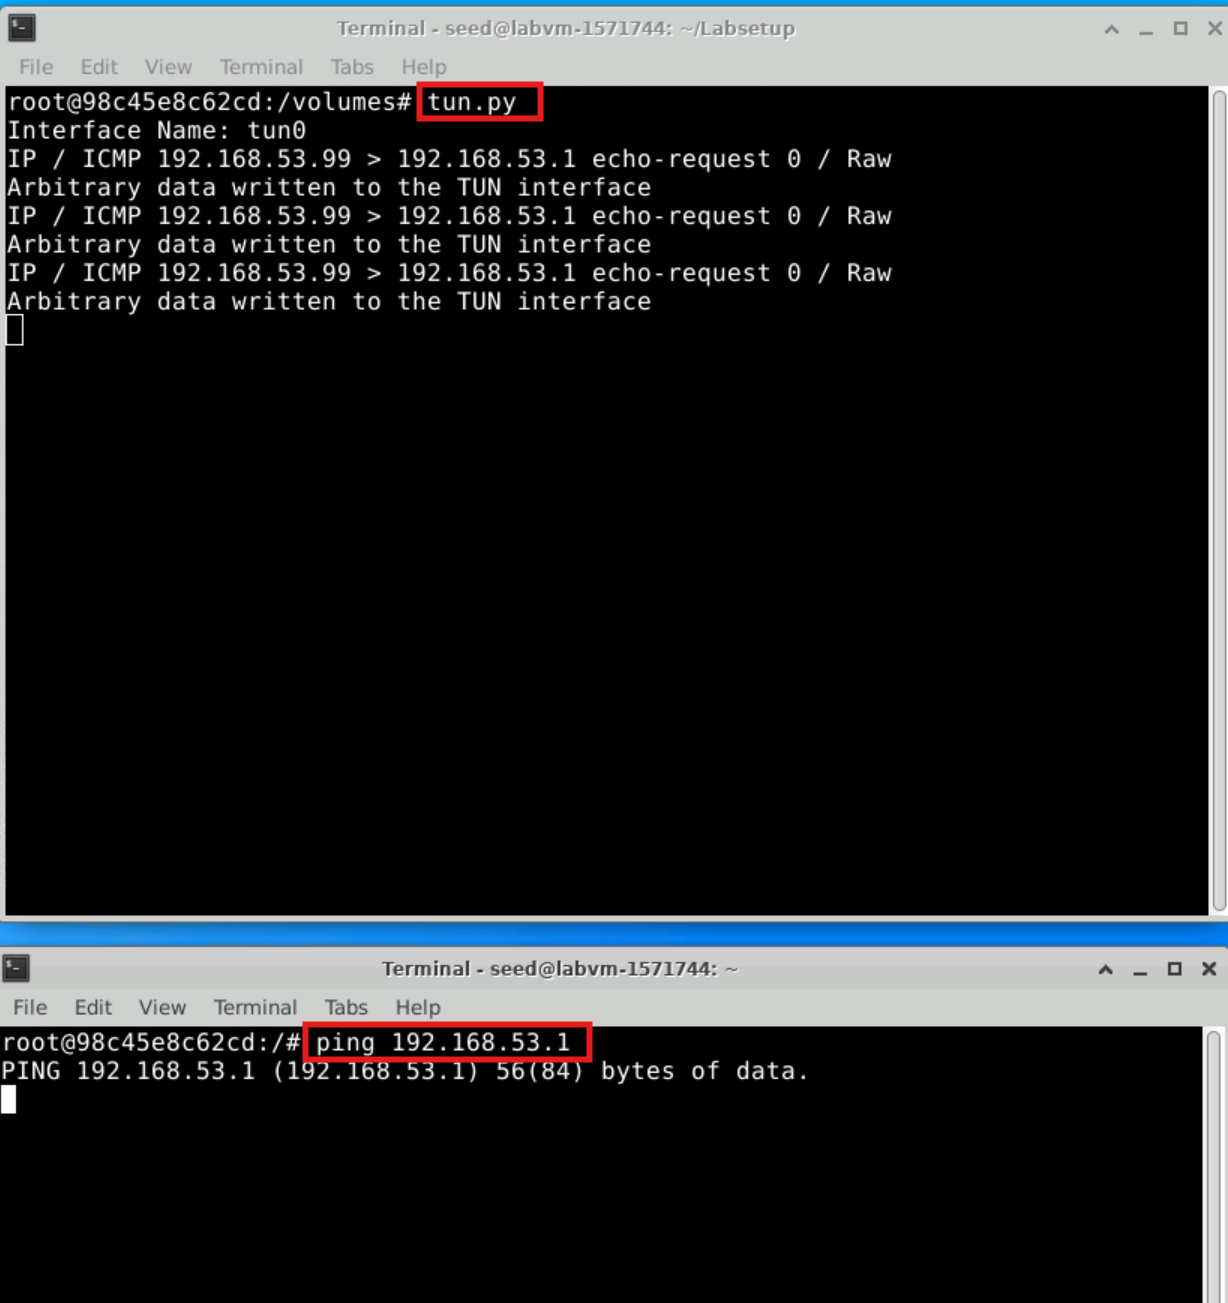 Terminal - seed@labvm-1571744: ~/Labsetup
File Edit View Terminal Tabs Help
root@98c45e8c62cd:/volumes# tun.py
Interface Name: tun0
IP / ICMP 192.168.53.99 > 192.168.53.1 echo-request 0 / Raw
Arbitrary data written to the TUN interface
IP / ICMP 192.168.53.99 > 192.168.53.1 echo-request 0 / Raw
Arbitrary data written to the TUN interface
IP / ICMP 192.168.53.99 > 192.168.53.1 echo-request 0 / Raw
Arbitrary data written to the TUN interface
Terminal - seed@labvm-1571744: ~
File Edit View Terminal Tabs Help
root@98c45e8c62cd:/# ping 192.168.53.1
PING 192.168.53.1 (192.168.53.1) 56(84) bytes of data.